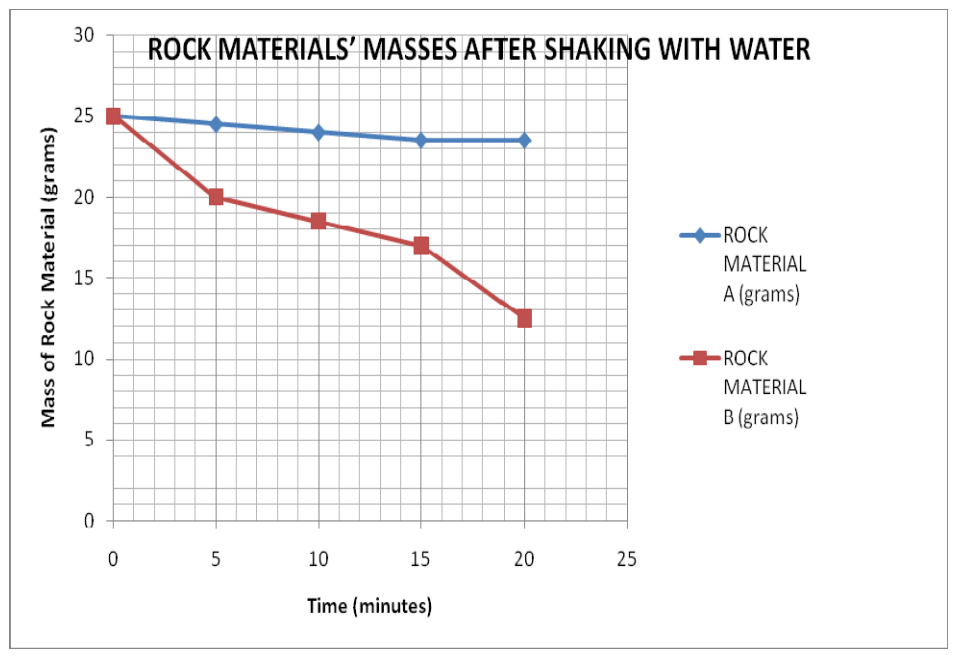 ROCK MATERIALS’ MASSES AFTER SHAKING WITH WATER
Mass of Rock Material (grams)
30
25
20
15
10
5
0
0 5 10 15 20 25
Time (minutes)
ROCK
MATERIAL
A (grams)
ROCK
MATERIAL
B (grams)